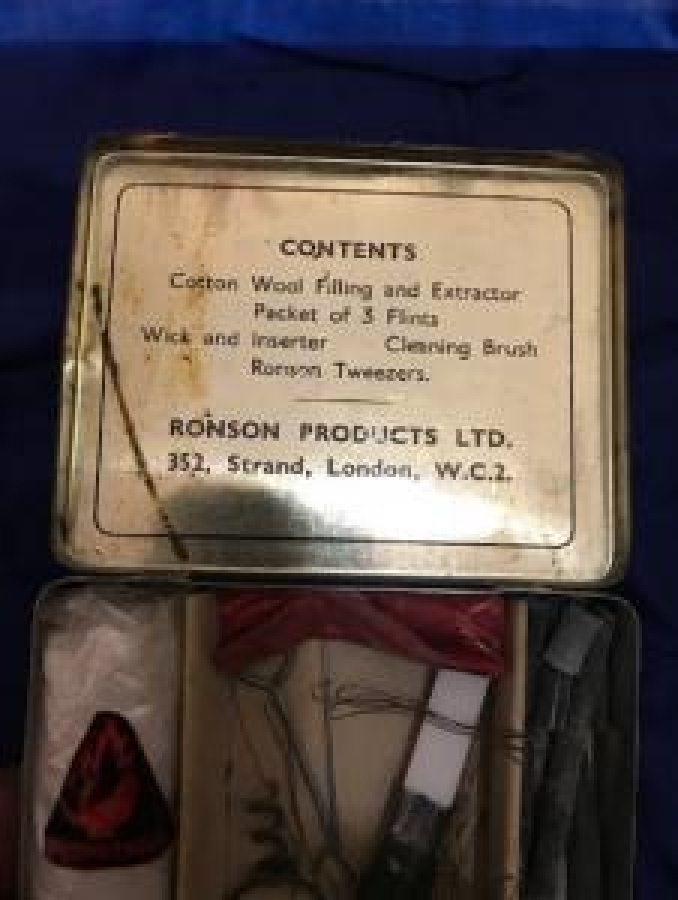 CONTENTS
Cotton Wool Filling and Extractor
Packet of 3 Flints
Wick and Inserter Cleaning Brush
Ronson Tweezers.
RONSON PRODUCTS LTD.
352, Strand, London, W.C.2.